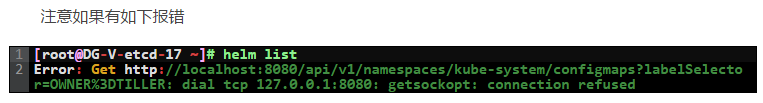 注意如果有如下报错
1 [root@DG-V-etcd-17 ~]# helm list
2 Error: Get http://localhost:8080/api/v1/namespaces/kube-system/configmaps?labelSelecto
r=OWNER%3DTILLER: dial tcp 127.0.0.1:8080: getsockopt: connection refused